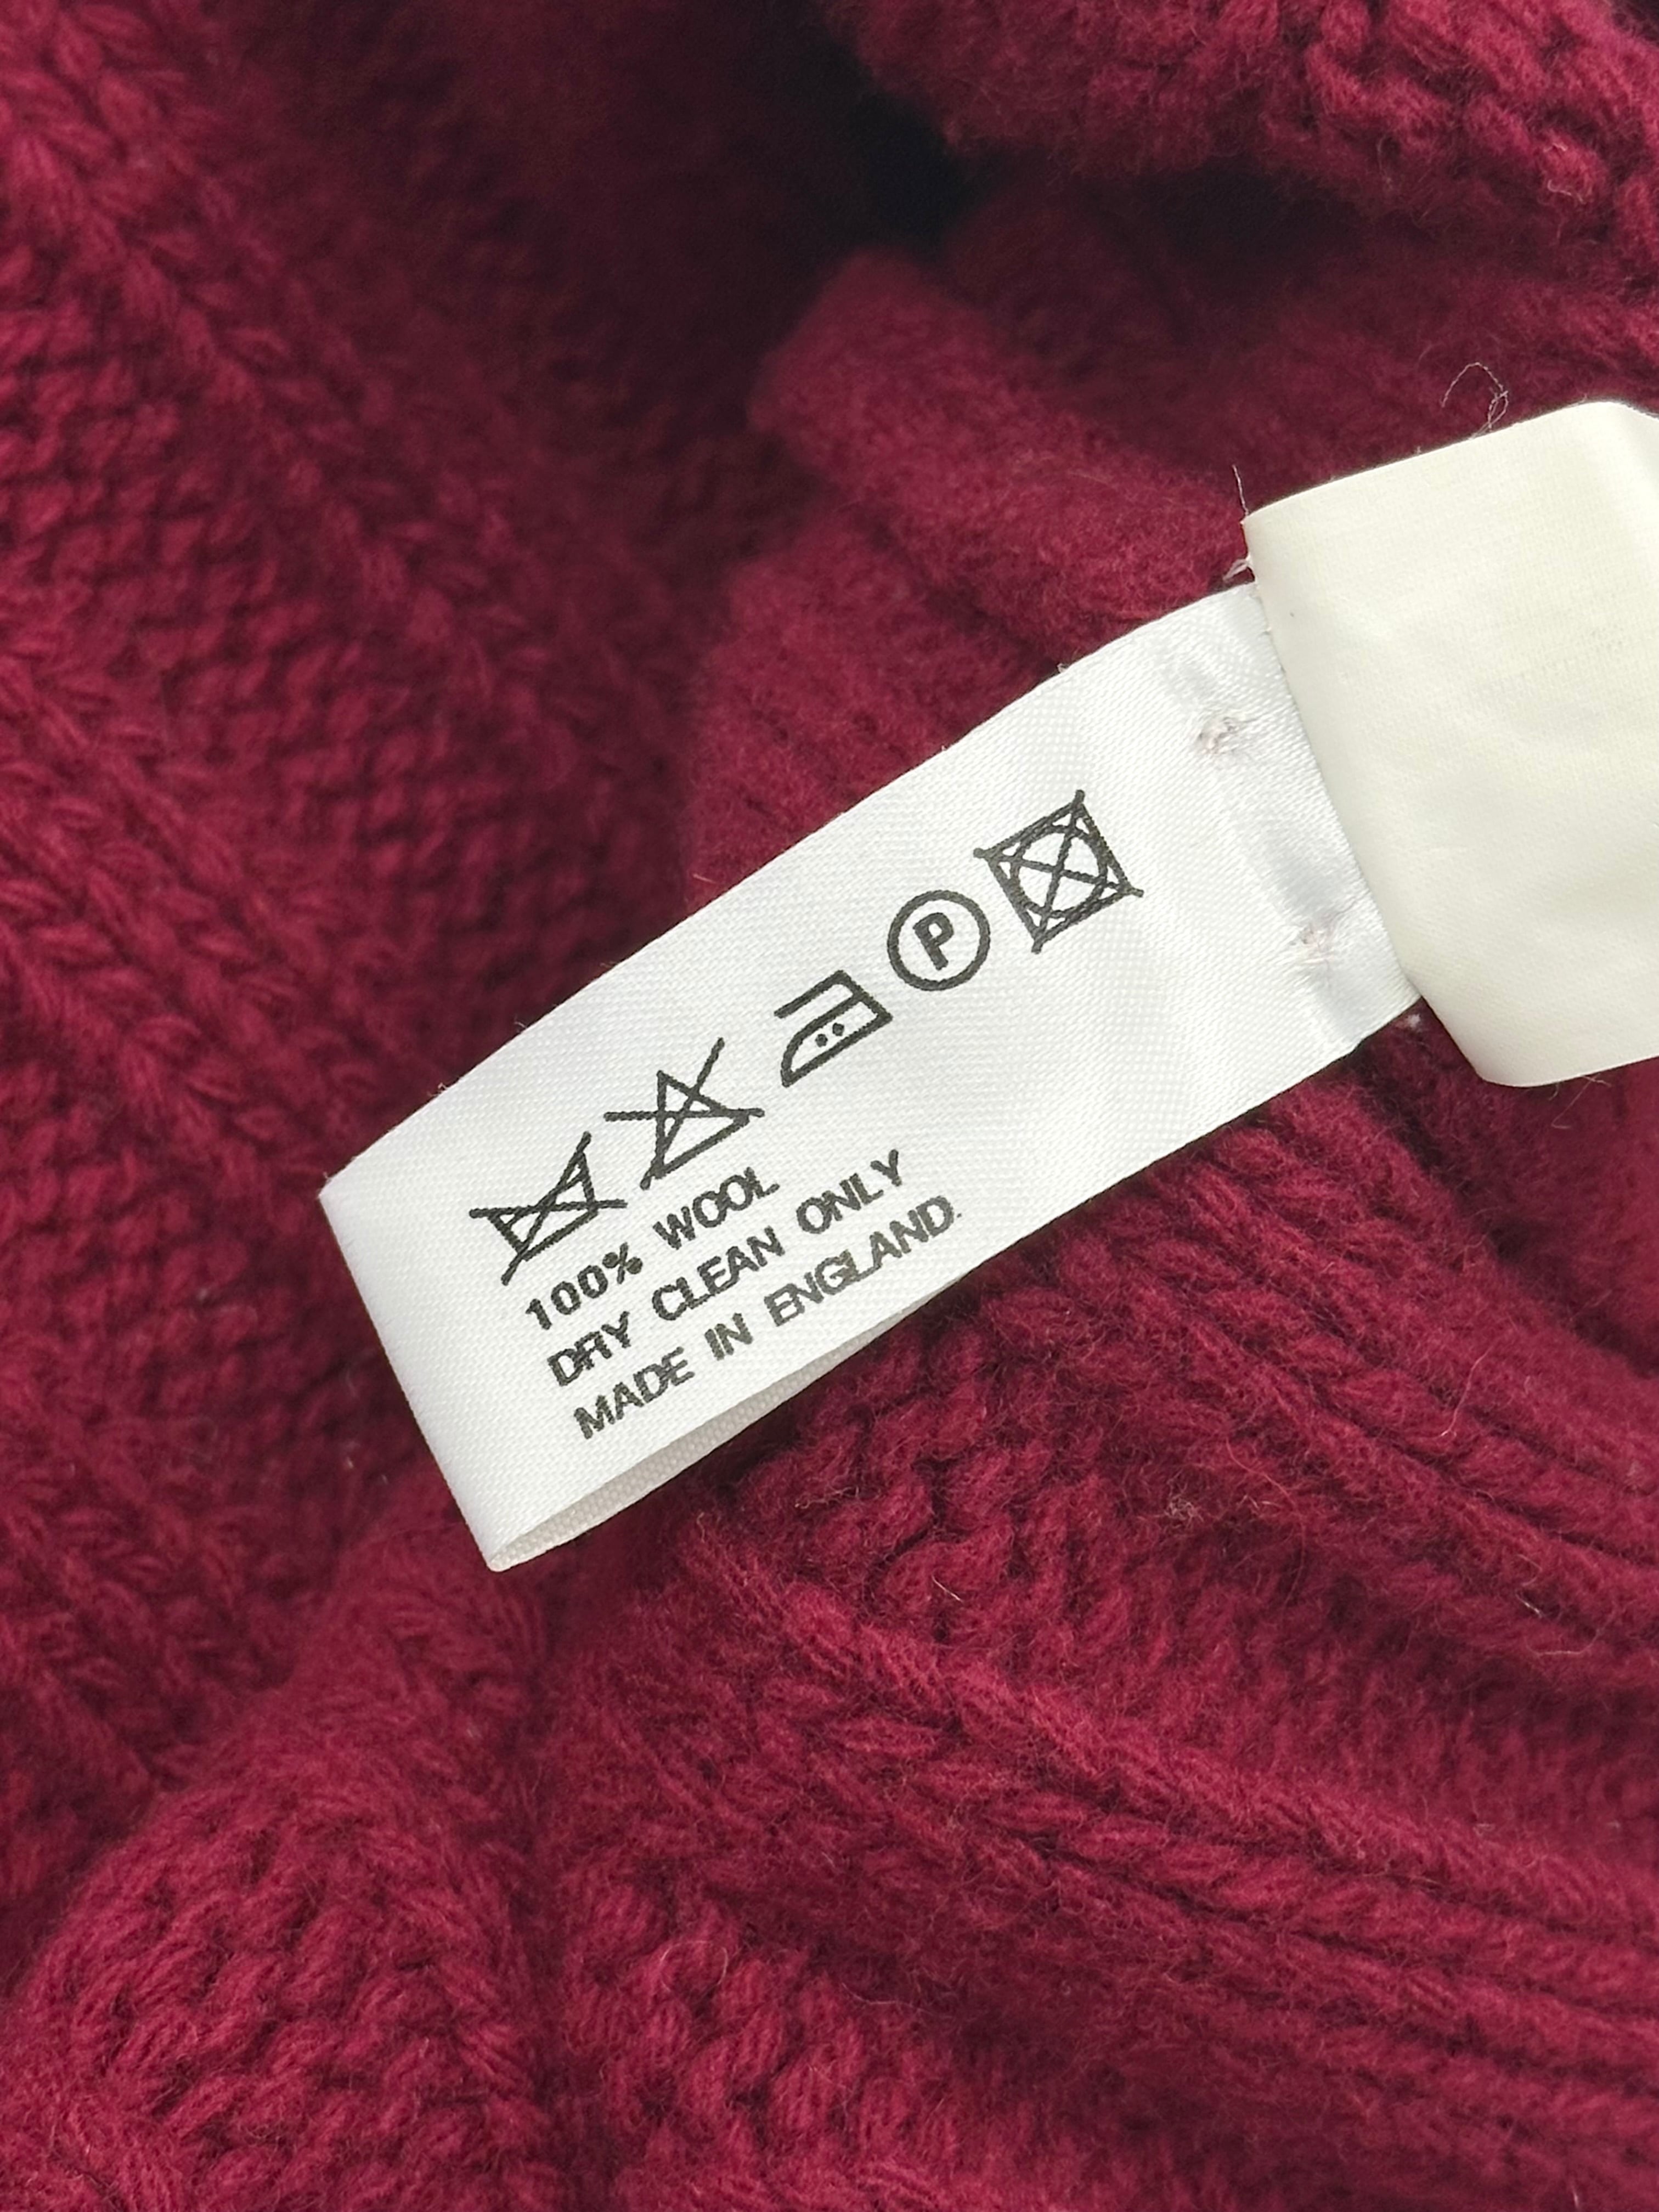 P
100% WOOL
DRY CLEAN ONLY
MADE IN ENGLAND.